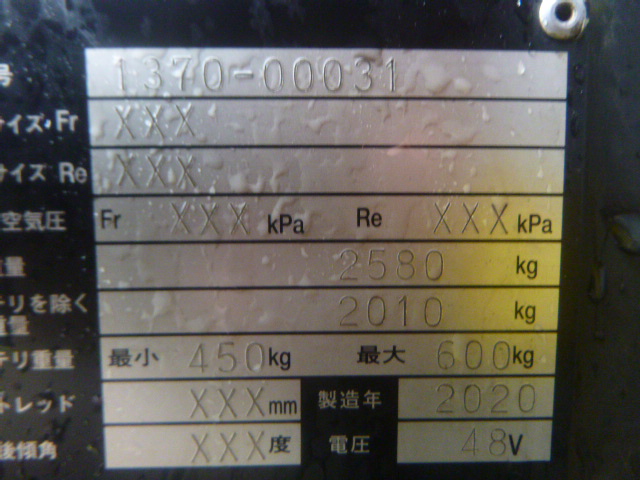 号 1370-00031
サイズ・Fr XXX
サイズ Re XXX
空気圧 Fr XXX kPa Re XXX kPa
重量 2580 kg
テリを除く 2010 kg
重量
テリ重量 最小 450kg 最大 600kg
トレッド XXXmm 製造年 2020
後傾角 XXX度 電圧 48V